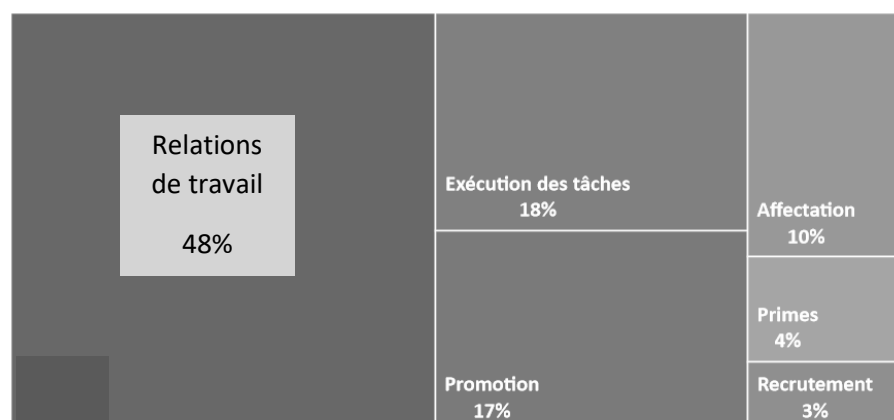 Relations
de travail
48%
Exécution des tâches
18%
Promotion
17%
Affectation
10%
Primes
4%
Recrutement
3%